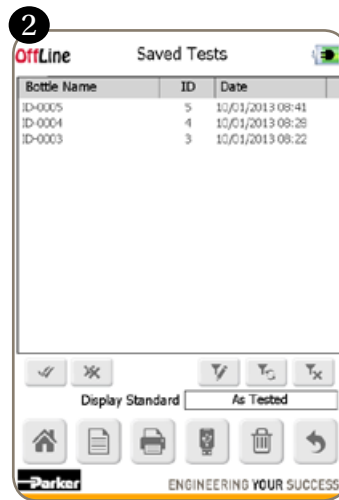 2
OffLine Saved Tests
Bottle Name ID Date
ID-0005 5 10/01/2013 08:41
ID-0004 4 10/01/2013 08:28
ID-0003 3 10/01/2013 08:22
Display Standard As Tested
Parker ENGINEERING YOUR SUCCESS